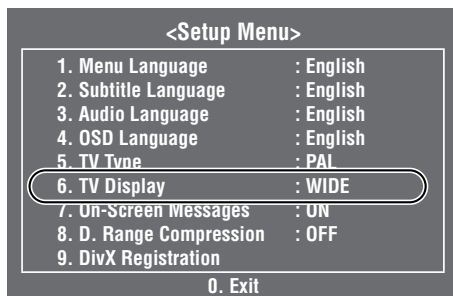 <Setup Menu>
1. Menu Language : English
2. Subtitle Language : English
3. Audio Language : English
4. OSD Language : English
5. TV Type : PAL
6. TV Display : WIDE
7. On-Screen Messages : ON
8. D. Range Compression : OFF
9. DivX Registration
0. Exit